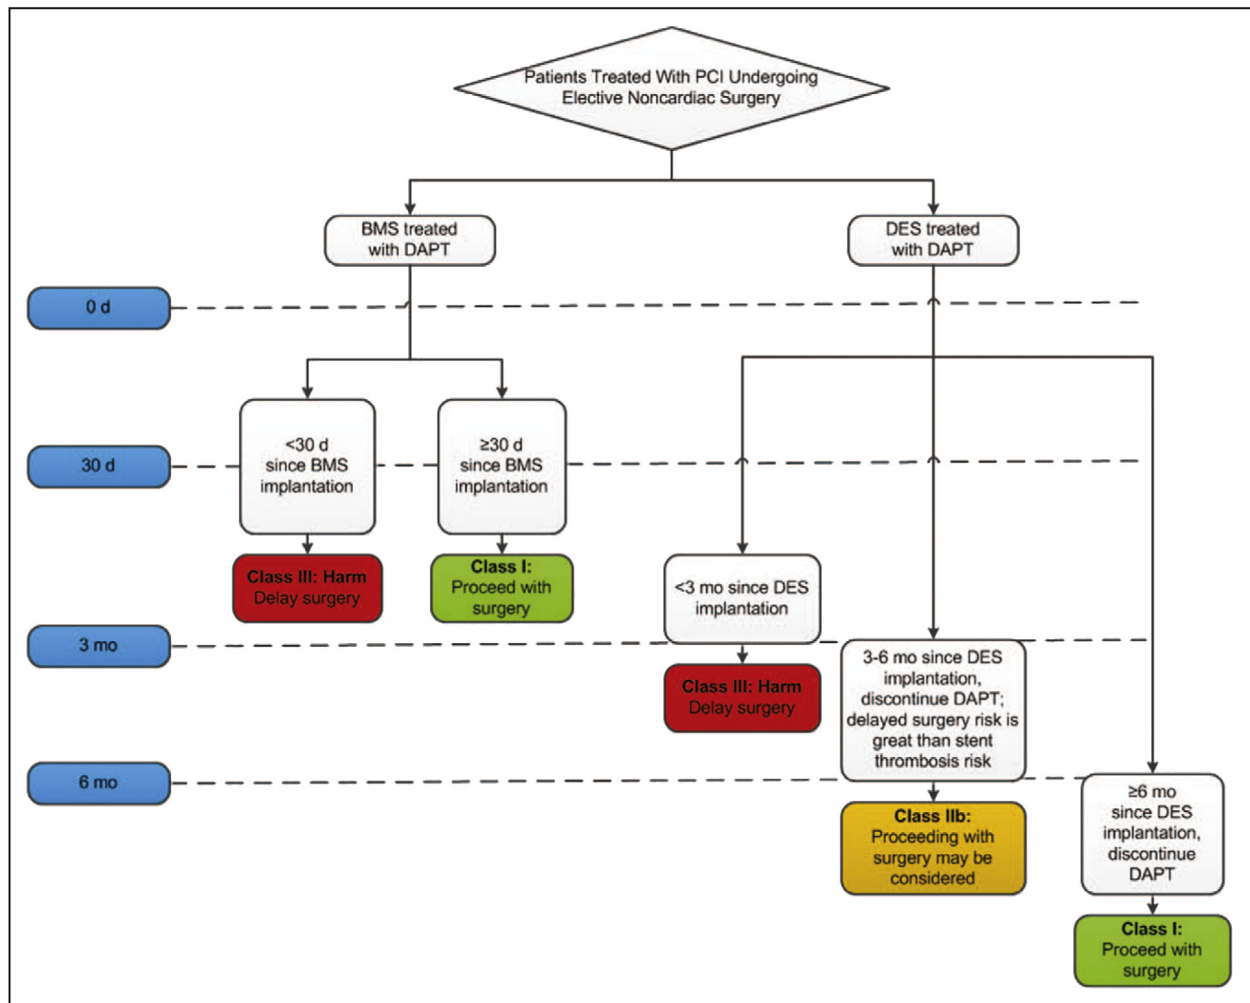 Patients Treated With PCI Undergoing
Elective Noncardiac Surgery
BMS treated
with DAPT
DES treated
with DAPT
0 d
<30 d
since BMS
implantation
≥30 d
since BMS
implantation
30 d
Class III: Harm
Delay surgery
Class I:
Proceed with
surgery
<3 mo since DES
implantation
3 mo
Class III: Harm
Delay surgery
3-6 mo since DES
implantation,
discontinue DAPT;
delayed surgery risk is
great than stent
thrombosis risk
6 mo
Class IIb:
Proceeding with
surgery may be
considered
≥6 mo
since DES
implantation,
discontinue
DAPT
Class I:
Proceed with
surgery